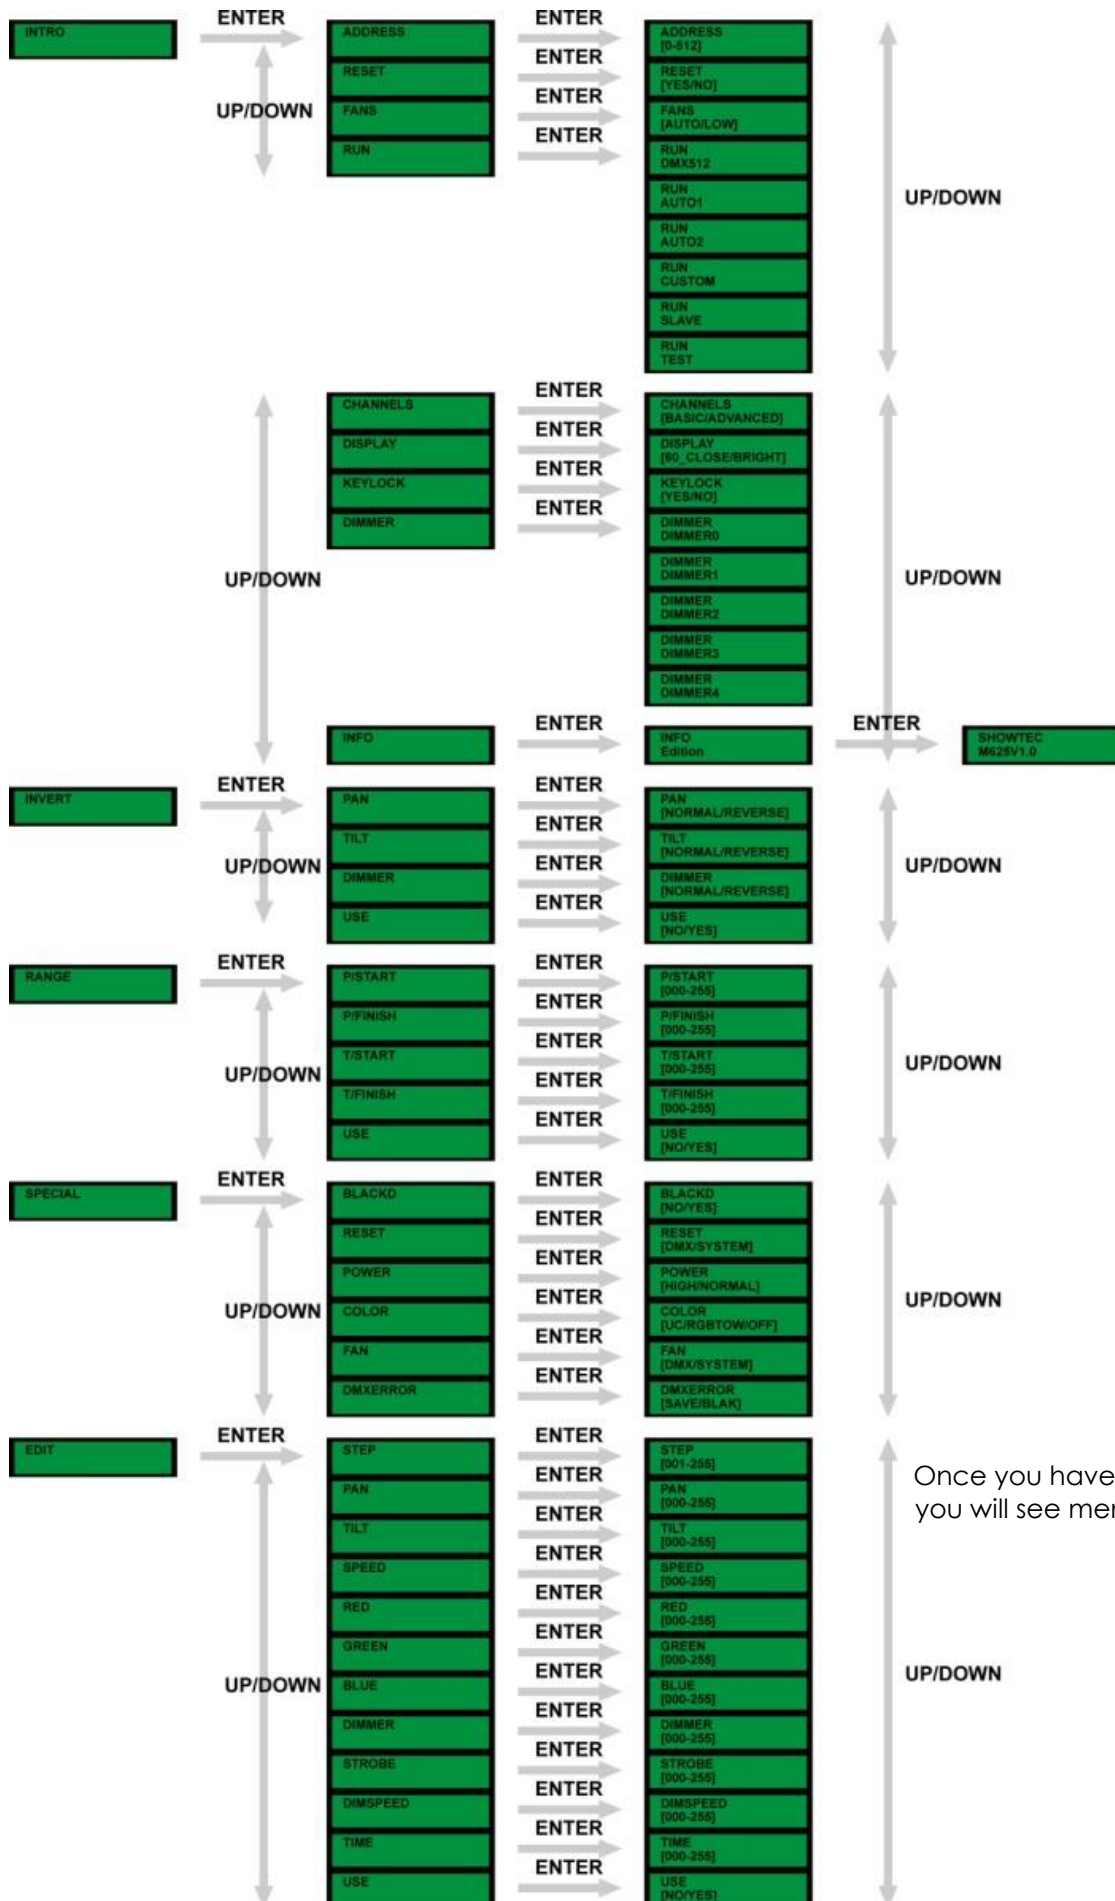 INTRO
ENTER
ADDRESS
ENTER
ADDRESS
[0-512]
RESET
ENTER
RESET
[YES/NO]
UP/DOWN
FANS
ENTER
FANS
[AUTO/LOW]
RUN
ENTER
RUN
DMX512
RUN
AUTO1
UP/DOWN
RUN
AUTO2
RUN
CUSTOM
RUN
SLAVE
RUN
TEST
CHANNELS
ENTER
CHANNELS
[BASIC/ADVANCED]
DISPLAY
ENTER
DISPLAY
[60_CLOSE/BRIGHT]
KEYLOCK
ENTER
KEYLOCK
[YES/NO]
DIMMER
ENTER
DIMMER
DIMMER0
UP/DOWN
DIMMER
DIMMER1
UP/DOWN
DIMMER
DIMMER2
DIMMER
DIMMER3
DIMMER
DIMMER4
INFO
ENTER
INFO
Edition
ENTER
SHOWTEC
M625V1.0
INVERT
ENTER
PAN
ENTER
PAN
[NORMAL/REVERSE]
TILT
ENTER
TILT
[NORMAL/REVERSE]
UP/DOWN
UP/DOWN
DIMMER
ENTER
DIMMER
[NORMAL/REVERSE]
USE
ENTER
USE
[NO/YES]
RANGE
ENTER
P/START
ENTER
P/START
[000-255]
P/FINISH
ENTER
P/FINISH
[000-255]
T/START
ENTER
T/START
[000-255]
UP/DOWN
UP/DOWN
T/FINISH
ENTER
T/FINISH
[000-255]
USE
ENTER
USE
[NO/YES]
SPECIAL
ENTER
BLACKD
ENTER
BLACKD
[NO/YES]
RESET
ENTER
RESET
[DMX/SYSTEM]
POWER
ENTER
POWER
[HIGH/NORMAL]
UP/DOWN
COLOR
ENTER
COLOR
[UC/RGBTOW/OFF]
UP/DOWN
FAN
ENTER
FAN
[DMX/SYSTEM]
DMXERROR
ENTER
DMXERROR
[SAVE/BLAK]
EDIT
ENTER
STEP
ENTER
STEP
[001-255]
Once you have
you will see mer
PAN
ENTER
PAN
[000-255]
TILT
ENTER
TILT
[000-255]
SPEED
ENTER
SPEED
[000-255]
RED
ENTER
RED
[000-255]
GREEN
ENTER
GREEN
[000-255]
UP/DOWN
BLUE
ENTER
BLUE
[000-255]
UP/DOWN
DIMMER
ENTER
DIMMER
[000-255]
STROBE
ENTER
STROBE
[000-255]
DIMSPEED
ENTER
DIMSPEED
[000-255]
TIME
ENTER
TIME
[000-255]
USE
ENTER
USE
[NO/YES]